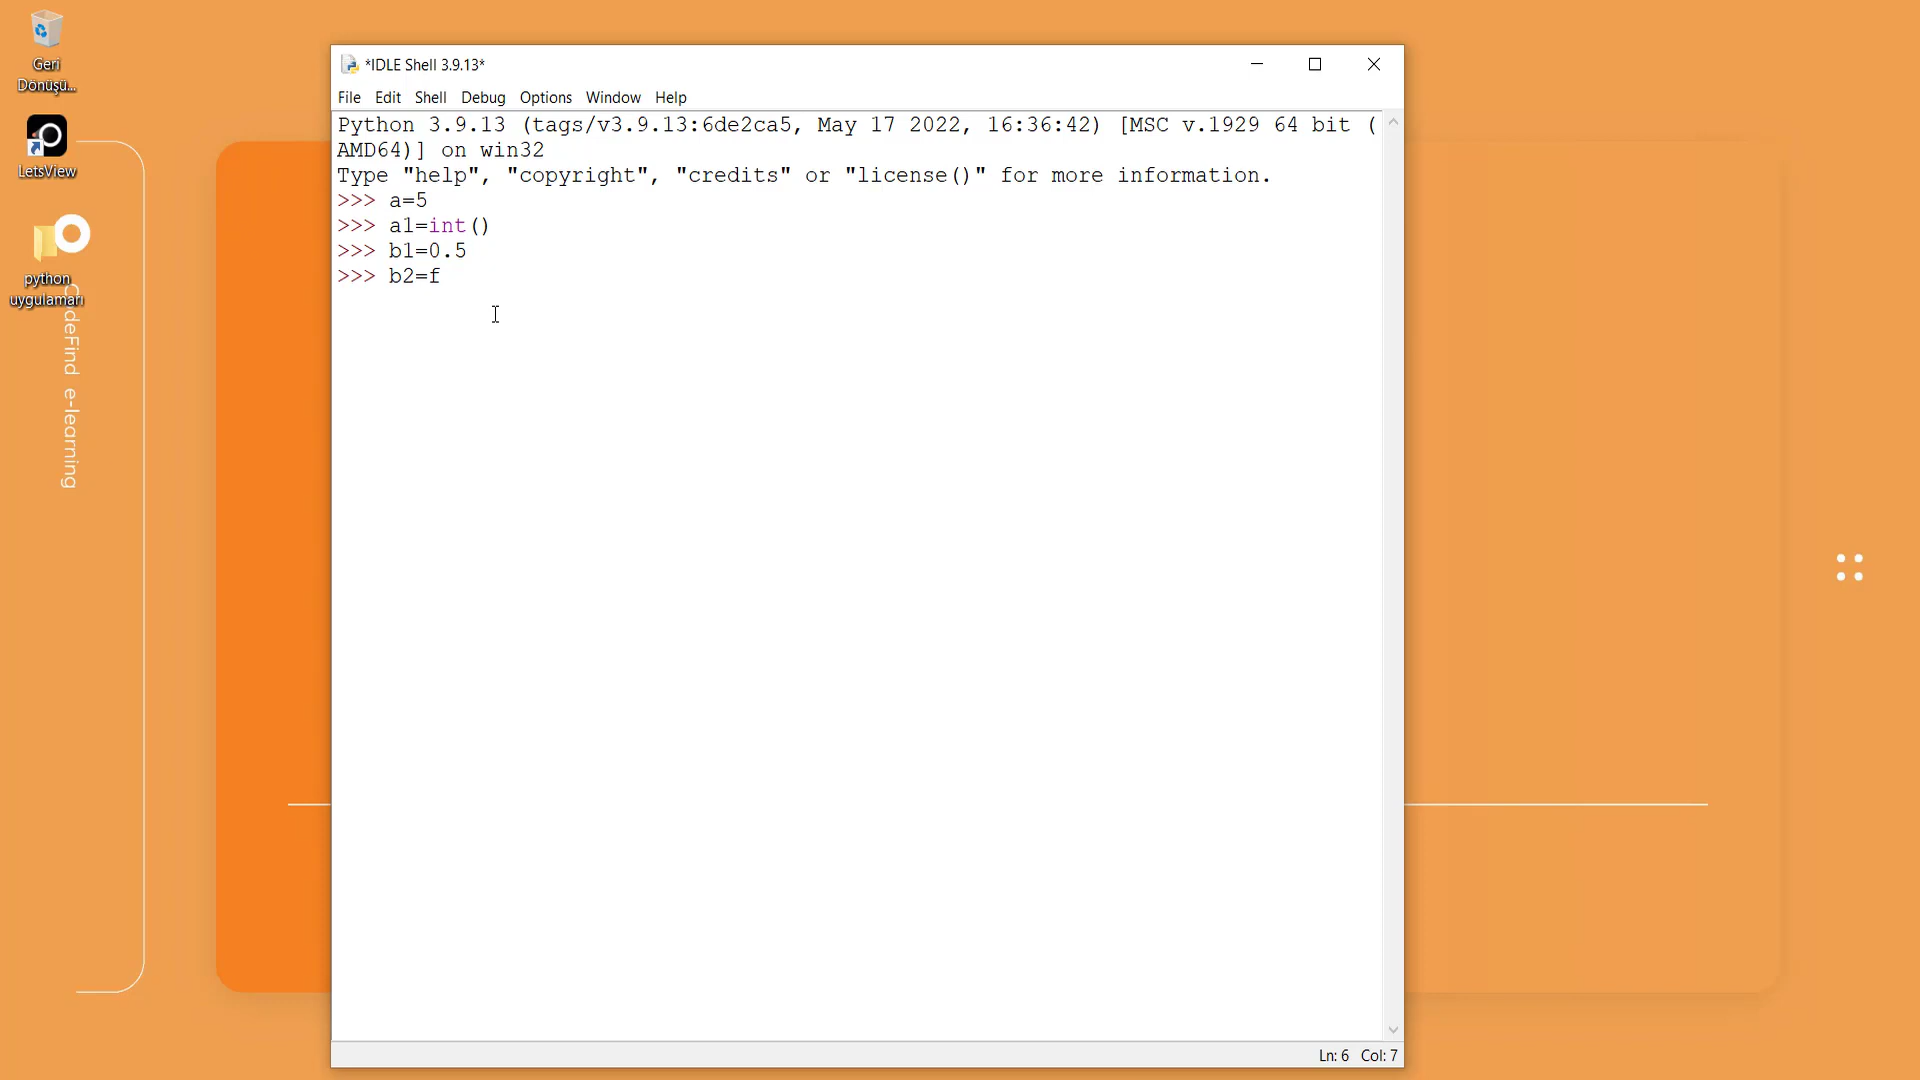 Geri
Dönüşü...
LetsView
python
uygulamarı
deFind e-learning
*IDLE Shell 3.9.13*
File Edit Shell Debug Options Window Help
Python 3.9.13 (tags/v3.9.13:6de2ca5, May 17 2022, 16:36:42) [MSC v.1929 64 bit (
AMD64)] on win32
Type "help", "copyright", "credits" or "license()" for more information.
>>> a=5
>>> a1=int()
>>> b1=0.5
>>> b2=f
Ln: 6 Col: 7